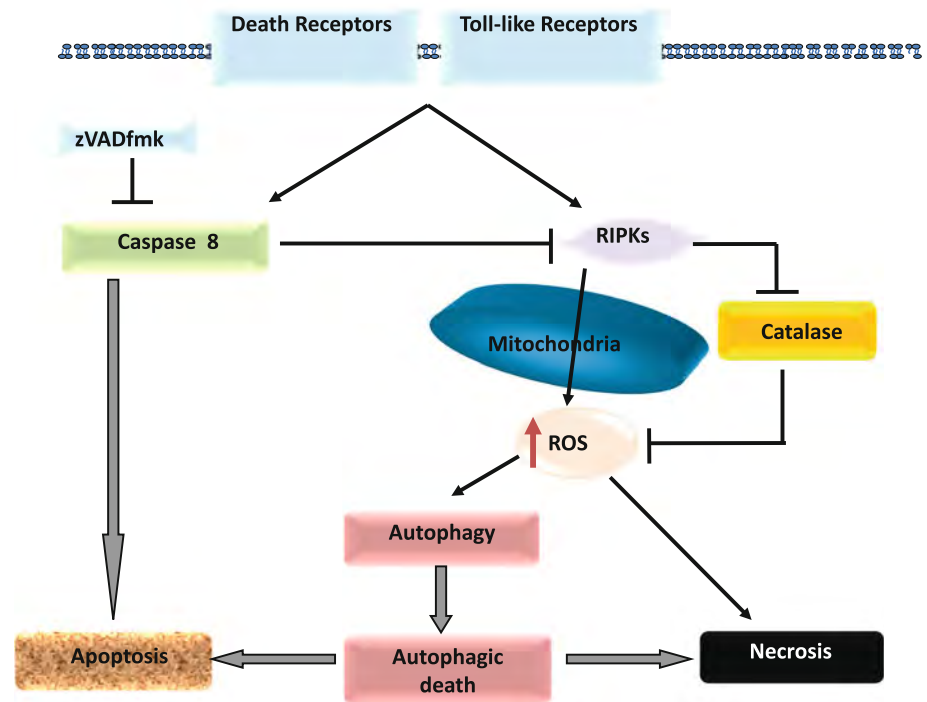 Death Receptors
Toll-like Receptors
zVADfmk
Caspase 8
RIPKs
Catalase
Mitochondria
ROS
Autophagy
Apoptosis
Autophagic
death
Necrosis